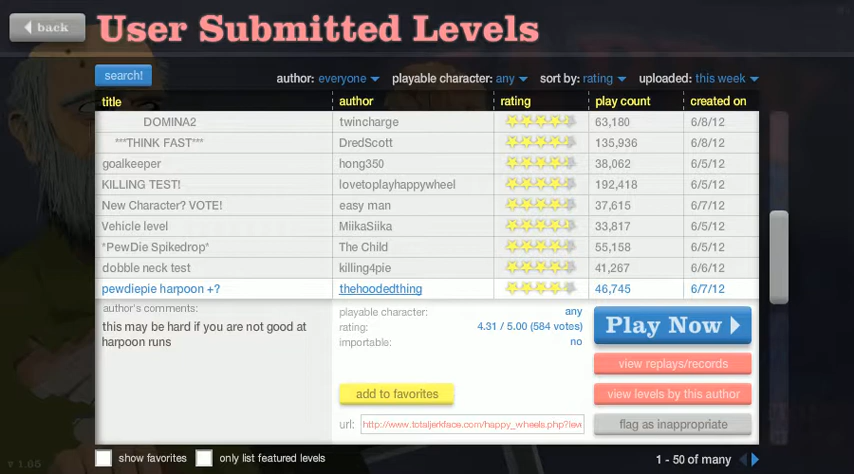 back
User Submitted Levels
search!
author: everyone playable character: any sort by: rating uploaded: this week
title author rating play count created on
DOMINA2 twincharge 63,180 6/8/12
***THINK FAST*** DredScott 135,936 6/8/12
goalkeeper hong350 38,062 6/5/12
KILLING TEST! lovetoplayhappywheel 192,418 6/5/12
New Character? VOTE! easy man 37,615 6/7/12
Vehicle level MiikaSiika 33,817 6/5/12
*PewDie Spikedrop* The Child 55,158 6/5/12
dobble neck test killing4pie 41,267 6/6/12
pewdiepie harpoon +? thehoodedthing 46,745 6/7/12
author's comments:
this may be hard if you are not good at
harpoon runs
playable character: any
rating: 4.31 / 5.00 (584 votes)
importable: no
add to favorites
url: http://www.totaljerkface.com/happy_wheels.php?leve
Play Now
view replays/records
view levels by this author
flag as inappropriate
show favorites only list featured levels
1 - 50 of many
v 1.65